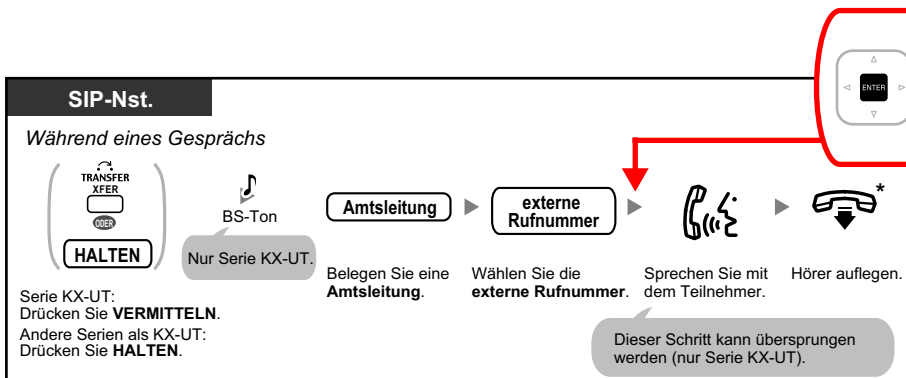 ENTER
SIP-Nst.
Während eines Gesprächs
TRANSFER
XFER
ODER
HALTEN
BS-Ton
Nur Serie KX-UT.
Amtsleitung
externe
Rufnummer
*
Belegen Sie eine
Amtsleitung.
Wählen Sie die
externe Rufnummer.
Sprechen Sie mit
dem Teilnehmer.
Hörer auflegen.
Serie KX-UT:
Drücken Sie VERMITTELN.
Andere Serien als KX-UT:
Drücken Sie HALTEN.
Dieser Schritt kann übersprungen
werden (nur Serie KX-UT).